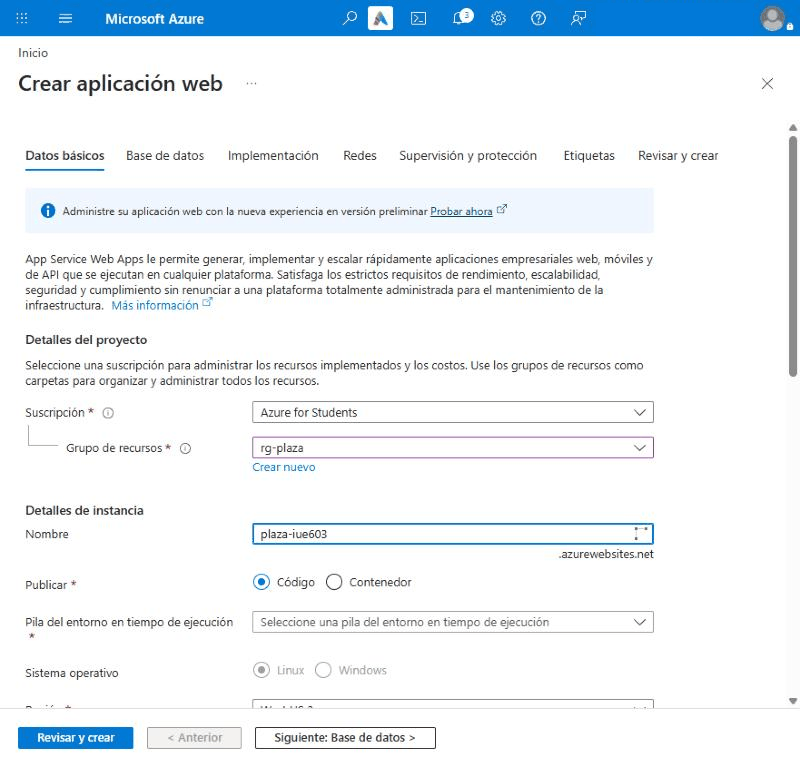 Microsoft Azure
3
Inicio
Crear aplicación web
...
Datos básicos Base de datos Implementación Redes Supervisión y protección Etiquetas Revisar y crear
Administre su aplicación web con la nueva experiencia en versión preliminar Probar ahora
App Service Web Apps le permite generar, implementar y escalar rápidamente aplicaciones empresariales web, móviles y
de API que se ejecutan en cualquier plataforma. Satisfaga los estrictos requisitos de rendimiento, escalabilidad,
seguridad y cumplimiento sin renunciar a una plataforma totalmente administrada para el mantenimiento de la
infraestructura. Más información
Detalles del proyecto
Seleccione una suscripción para administrar los recursos implementados y los costos. Use los grupos de recursos como
carpetas para organizar y administrar todos los recursos.
Suscripción * Azure for Students
Grupo de recursos * rg-plaza
Crear nuevo
Detalles de instancia
Nombre plaza-iue603
.azurewebsites.net
Publicar * Código Contenedor
Pila del entorno en tiempo de ejecución Seleccione una pila del entorno en tiempo de ejecución
*
Sistema operativo Linux Windows
Revisar y crear < Anterior Siguiente: Base de datos >